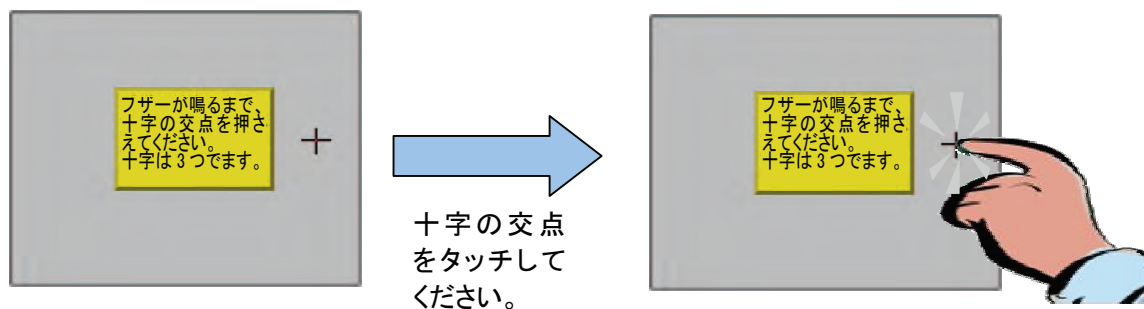 フザーが鳴るまで、
十字の交点を押さ
えてください。
十字は3つでます。
十字の交点
をタッチして
ください。
フザーが鳴るまで、
十字の交点を押さ
えてください。
十字は3つでます。